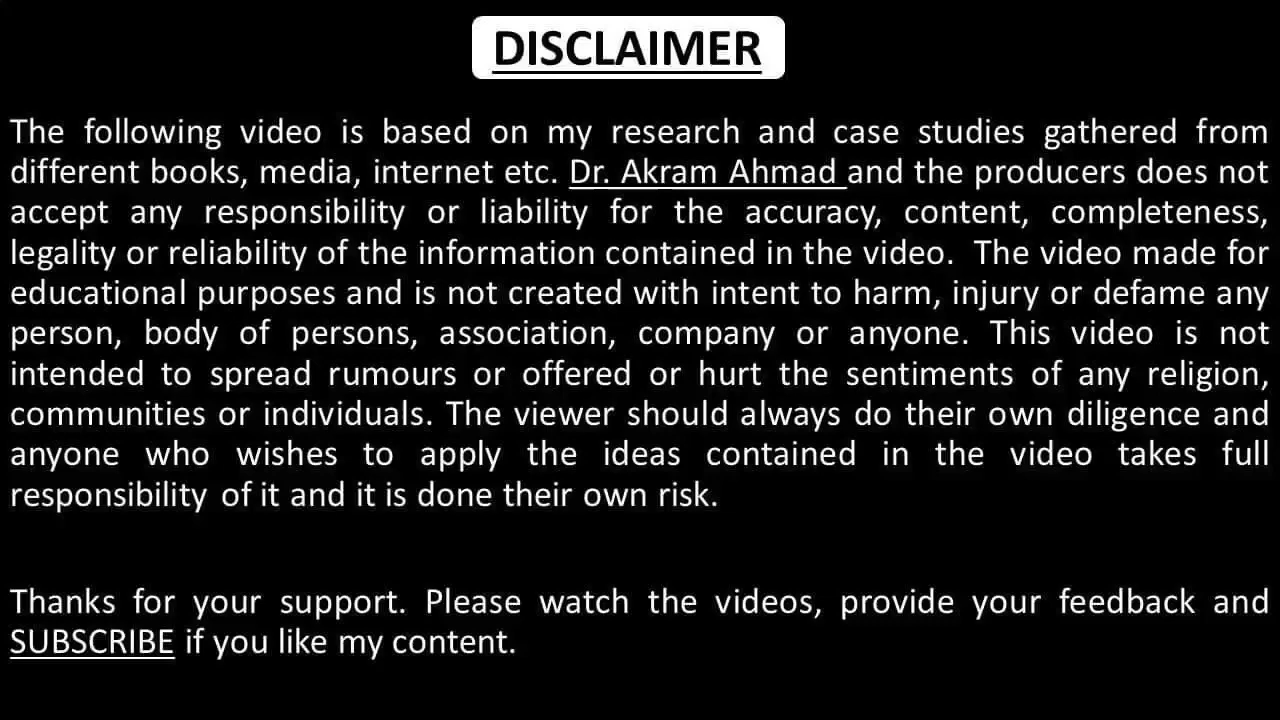 DISCLAIMER
The following video is based on my research and case studies gathered from
different books, media, internet etc. Dr. Akram Ahmad and the producers does not
accept any responsibility or liability for the accuracy, content, completeness,
legality or reliability of the information contained in the video. The video made for
educational purposes and is not created with intent to harm, injury or defame any
person, body of persons, association, company or anyone. This video is not
intended to spread rumours or offered or hurt the sentiments of any religion,
communities or individuals. The viewer should always do their own diligence and
anyone who wishes to apply the ideas contained in the video takes full
responsibility of it and it is done their own risk.
Thanks for your support. Please watch the videos, provide your feedback and
SUBSCRIBE if you like my content.